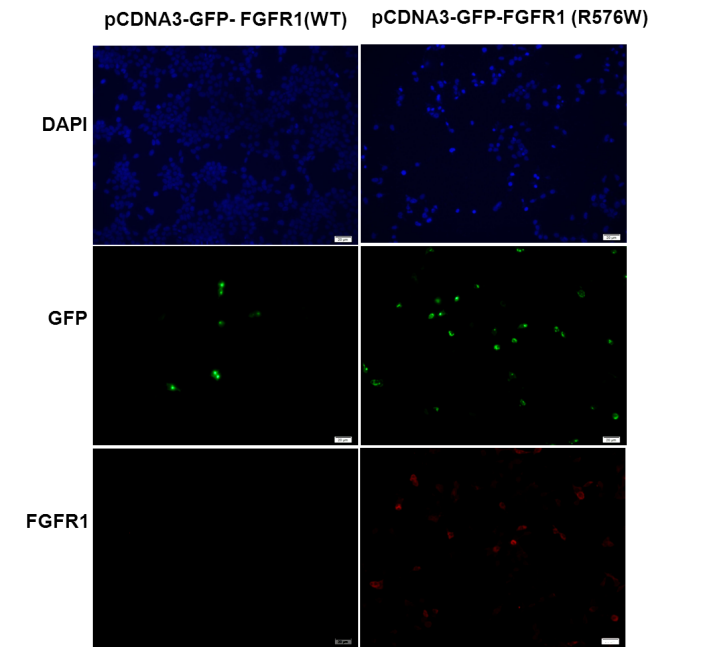 pCDNA3-GFP- FGFR1(WT)
pCDNA3-GFP-FGFR1 (R576W)
DAPI
GFP
FGFR1